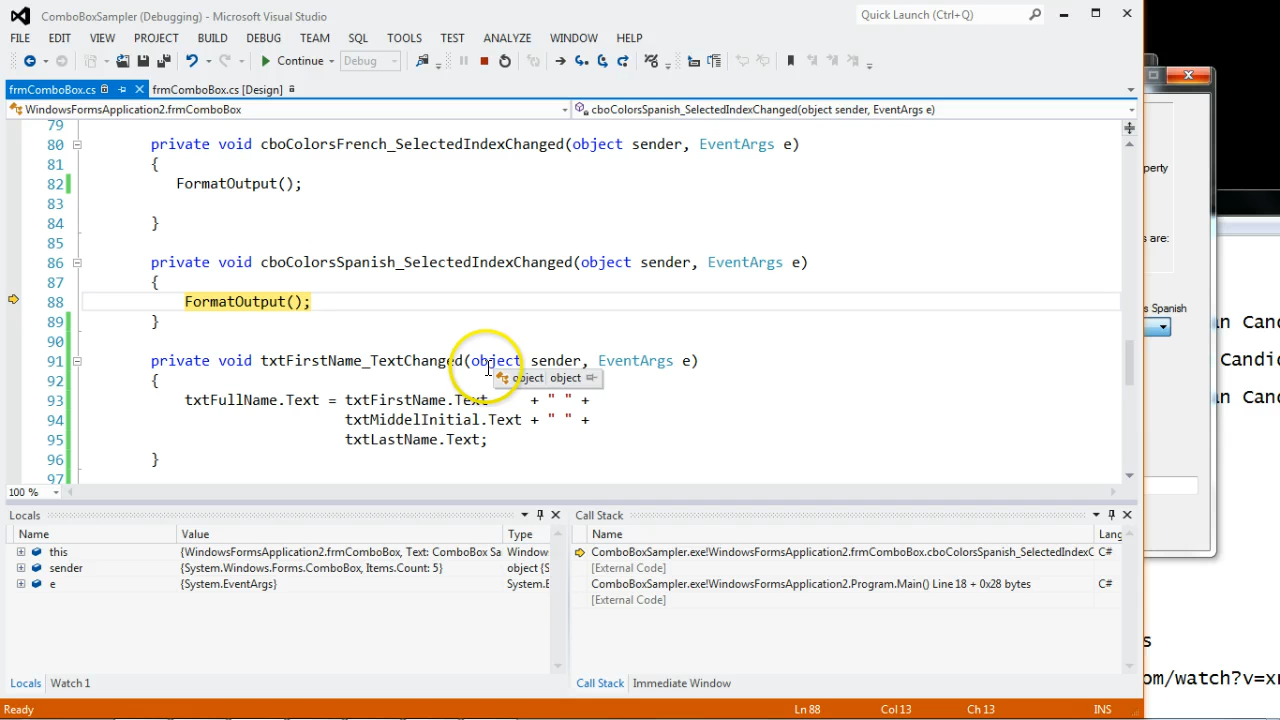 ComboBoxSampler (Debugging) - Microsoft Visual Studio
Quick Launch (Ctrl+Q)
FILE EDIT VIEW PROJECT BUILD DEBUG TEAM SQL TOOLS TEST ANALYZE WINDOW HELP
Continue Debug
frmComboBox.cs frmComboBox.cs [Design]
WindowsFormsApplication2.frmComboBox cboColorsSpanish_SelectedIndexChanged(object sender, EventArgs e)
79
80 private void cboColorsFrench_SelectedIndexChanged(object sender, EventArgs e)
81 {
82 FormatOutput();
83
84 }
85
86 private void cboColorsSpanish_SelectedIndexChanged(object sender, EventArgs e)
87 {
88 FormatOutput();
89 }
90
91 private void txtFirstName_TextChanged(object sender, EventArgs e)
object object
92 {
93 txtFullName.Text = txtFirstName.Text + " " +
94 txtMiddelInitial.Text + " " +
95 txtLastName.Text;
96 }
97
100 %
Locals
Name Value Type
this {WindowsFormsApplication2.frmComboBox, Text: ComboBox Sa Window
sender {System.Windows.Forms.ComboBox, Items.Count: 5} object {S
e {System.EventArgs} System.E
Locals Watch 1
Call Stack
Name Lang
ComboBoxSampler.exe!WindowsFormsApplication2.frmComboBox.cboColorsSpanish_SelectedIndexC C#
[External Code]
ComboBoxSampler.exe!WindowsFormsApplication2.Program.Main() Line 18 + 0x28 bytes C#
[External Code]
Call Stack Immediate Window
Ready Ln 88 Col 13 Ch 13 INS
perty
s are:
s Spanish
an Canc
Candic
an Canc
s
om/watch?v=xr